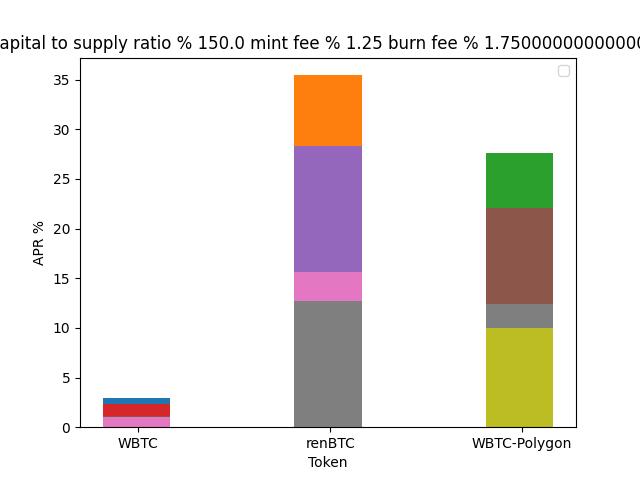 apital to supply ratio % 150.0 mint fee % 1.25 burn fee % 1.7500000000000000
35
30
25
20
15
10
5
0
APR %
WBTC
renBTC
WBTC-Polygon
Token